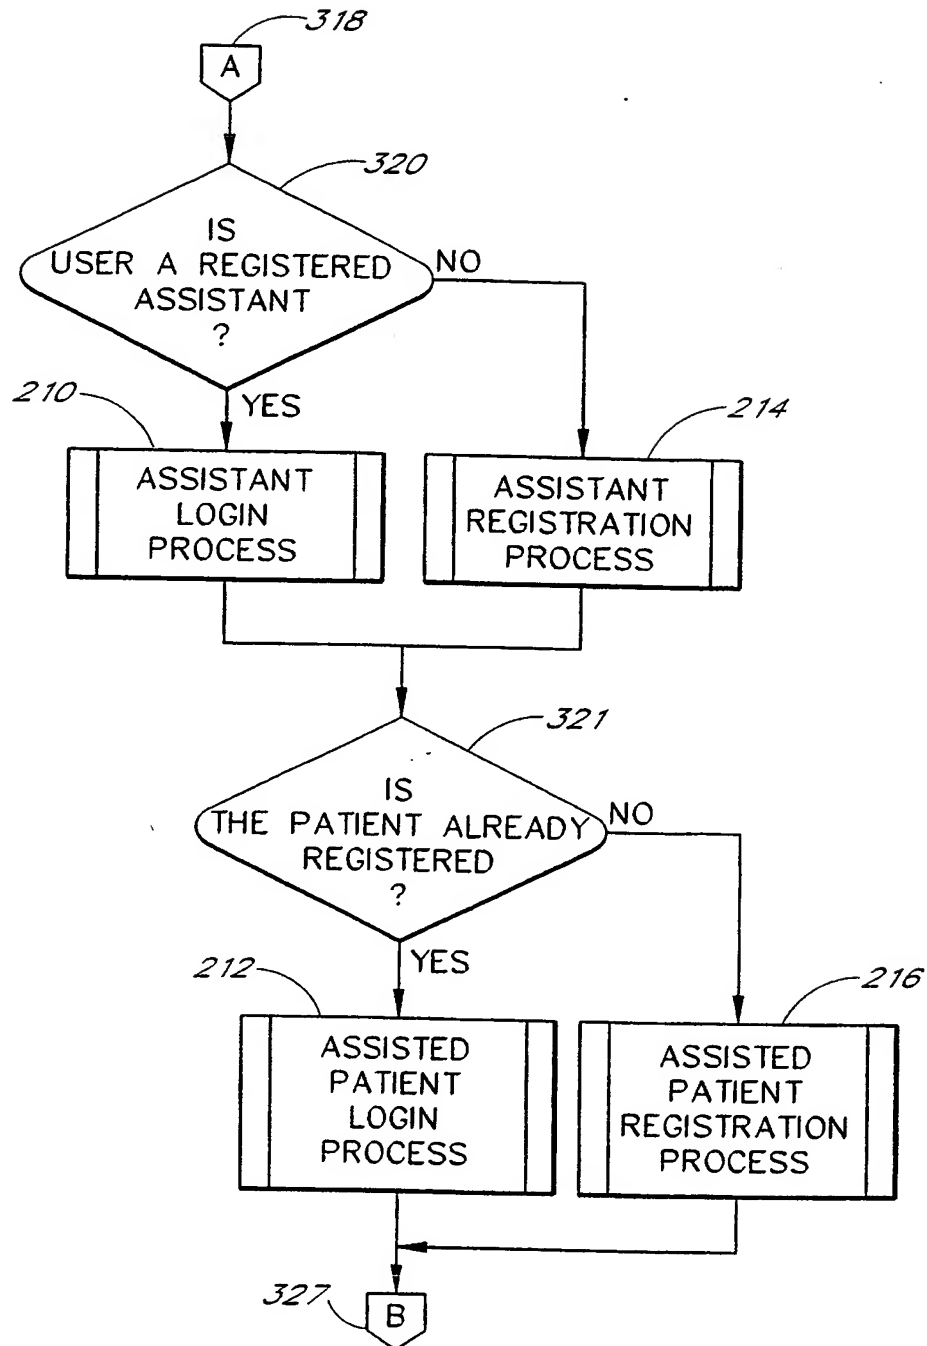 318
A
320
IS
USER A REGISTERED
ASSISTANT
?
NO
YES
210
ASSISTANT
LOGIN
PROCESS
214
ASSISTANT
REGISTRATION
PROCESS
321
IS
THE PATIENT ALREADY
REGISTERED
?
NO
YES
212
ASSISTED
PATIENT
LOGIN
PROCESS
216
ASSISTED
PATIENT
REGISTRATION
PROCESS
327
B